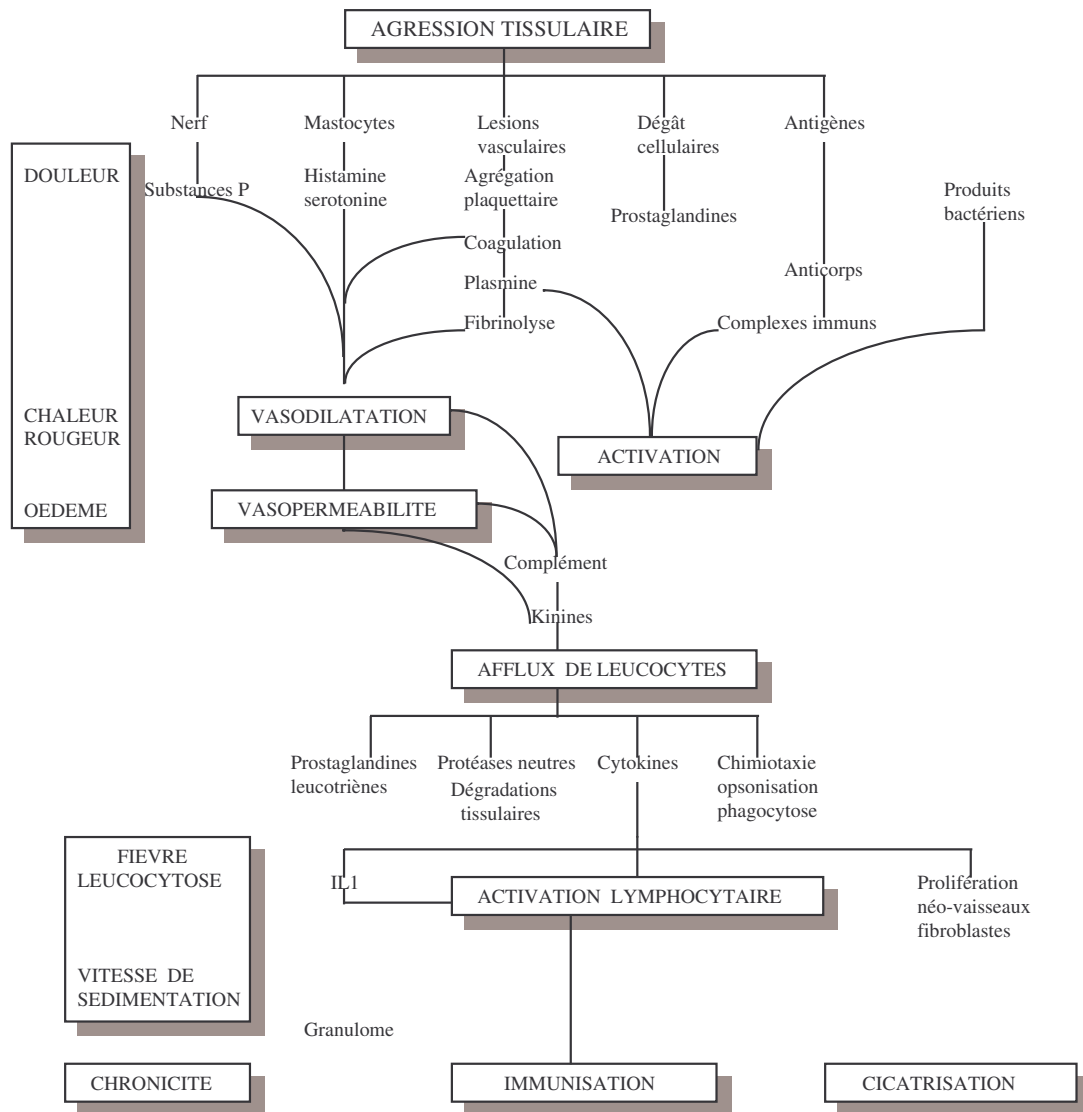 AGRESSION TISSULAIRE
Nerf
Mastocytes
Lesions
vasculaires
Dégât
cellulaires
Antigènes
DOULEUR
Substances P
Histamine
serotonine
Agrégation
plaquettaire
Prostaglandines
Produits
bactériens
Coagulation
Anticorps
Plasmine
Fibrinolyse
Complexes immuns
CHALEUR
ROUGEUR
VASODILATATION
ACTIVATION
OEDEME
VASOPERMEABILITE
Complément
Kinines
AFFLUX DE LEUCOCYTES
Prostaglandines
leucotriènes
Protéases neutres
Dégradations
tissulaires
Cytokines
Chimiotaxie
opsonisation
phagocytose
FIEVRE
LEUCOCYTOSE
IL1
ACTIVATION LYMPHOCYTAIRE
Prolifération
néo-vaisseaux
fibroblastes
VITESSE DE
SEDIMENTATION
Granulome
CHRONICITE
IMMUNISATION
CICATRISATION